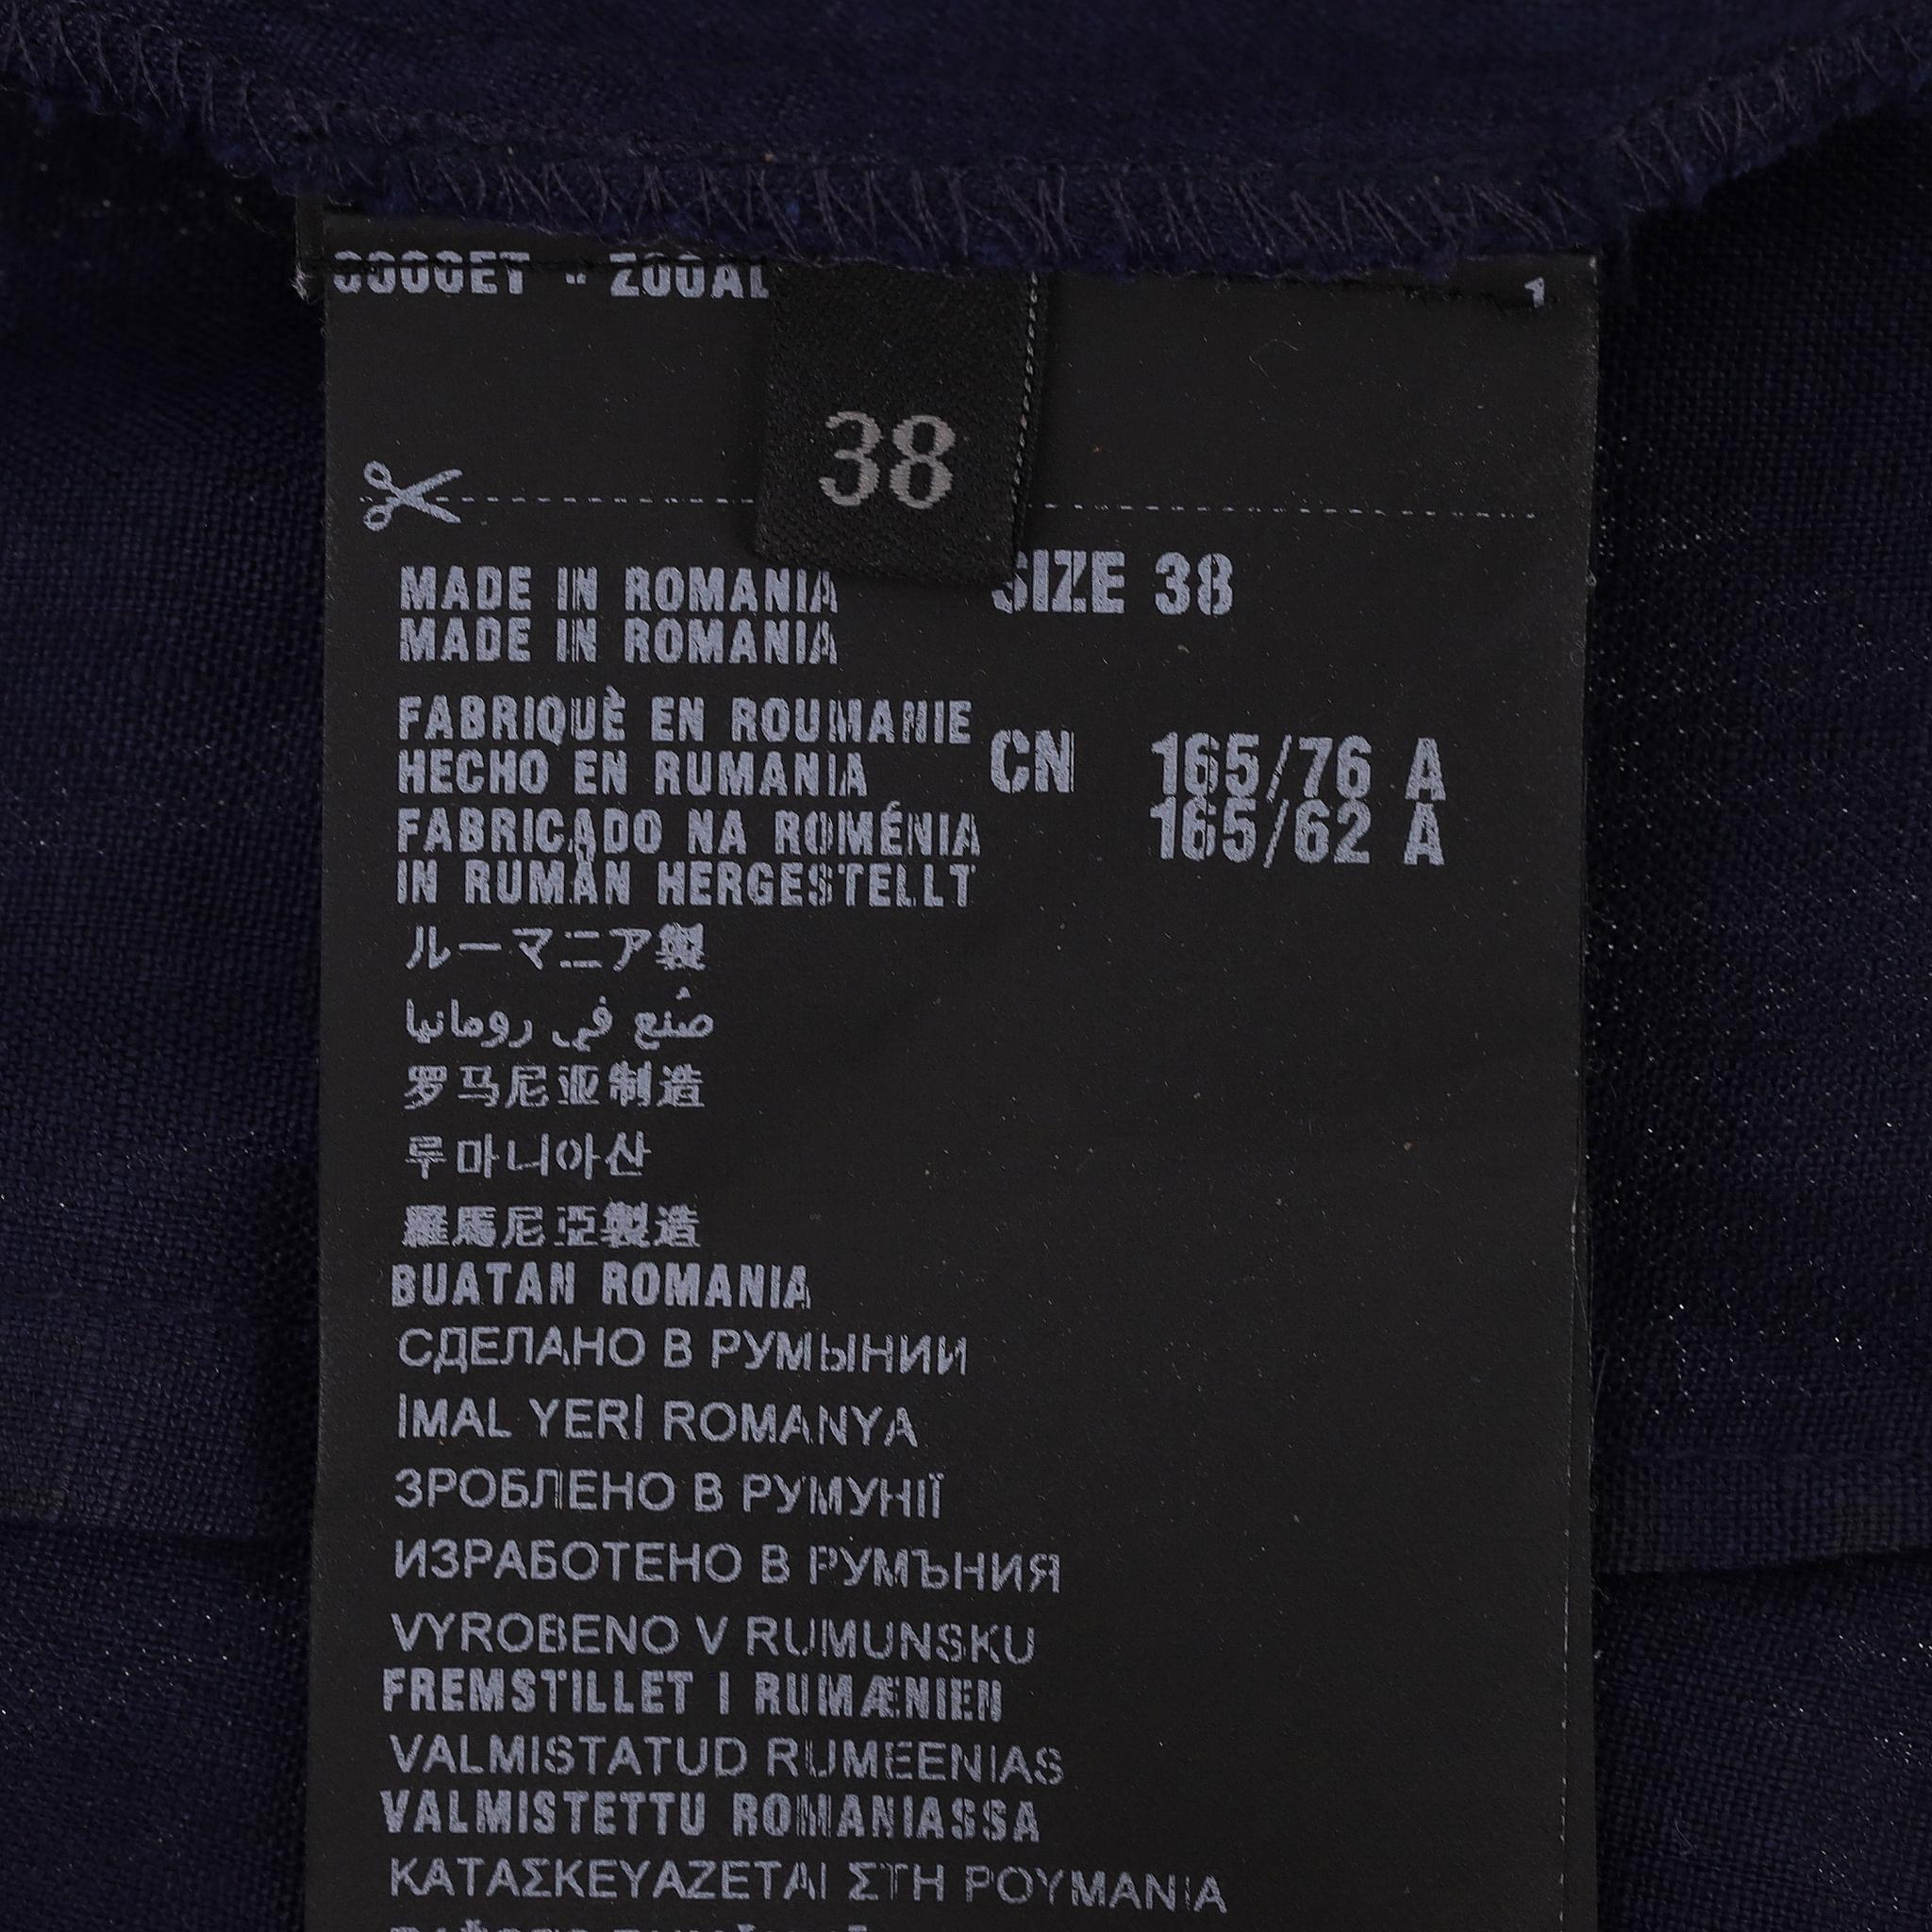 38
MADE IN ROMANIA
MADE IN ROMANIA
SIZE 38
FABRIQUÈ EN ROUMANIE
HECHO EN RUMANIA
FABRICADO NA ROMÉNIA
IN RUMÄN HERGESTELLT
CN 165/76 A
165/62 A
ルーマニア製
صُنع في رومانيا
罗马尼亚制造
루마니아산
羅馬尼亞製造
BUATAN ROMANIA
СДЕЛАНО В РУМЫНИИ
İMAL YERİ ROMANYA
ЗРОБЛЕНО В РУМУНІЇ
ИЗРАБОТЕНО В РУМЪНИЯ
VYROBENO V RUMUNSKU
FREMSTILLET I RUMÆNIEN
VALMISTATUD RUMEENIAS
VALMISTETTU ROMANIASSA
ΚΑΤΑΣΚΕΥΑΖΕΤΑΙ ΣΤΗ ΡΟΥΜΑΝΙΑ